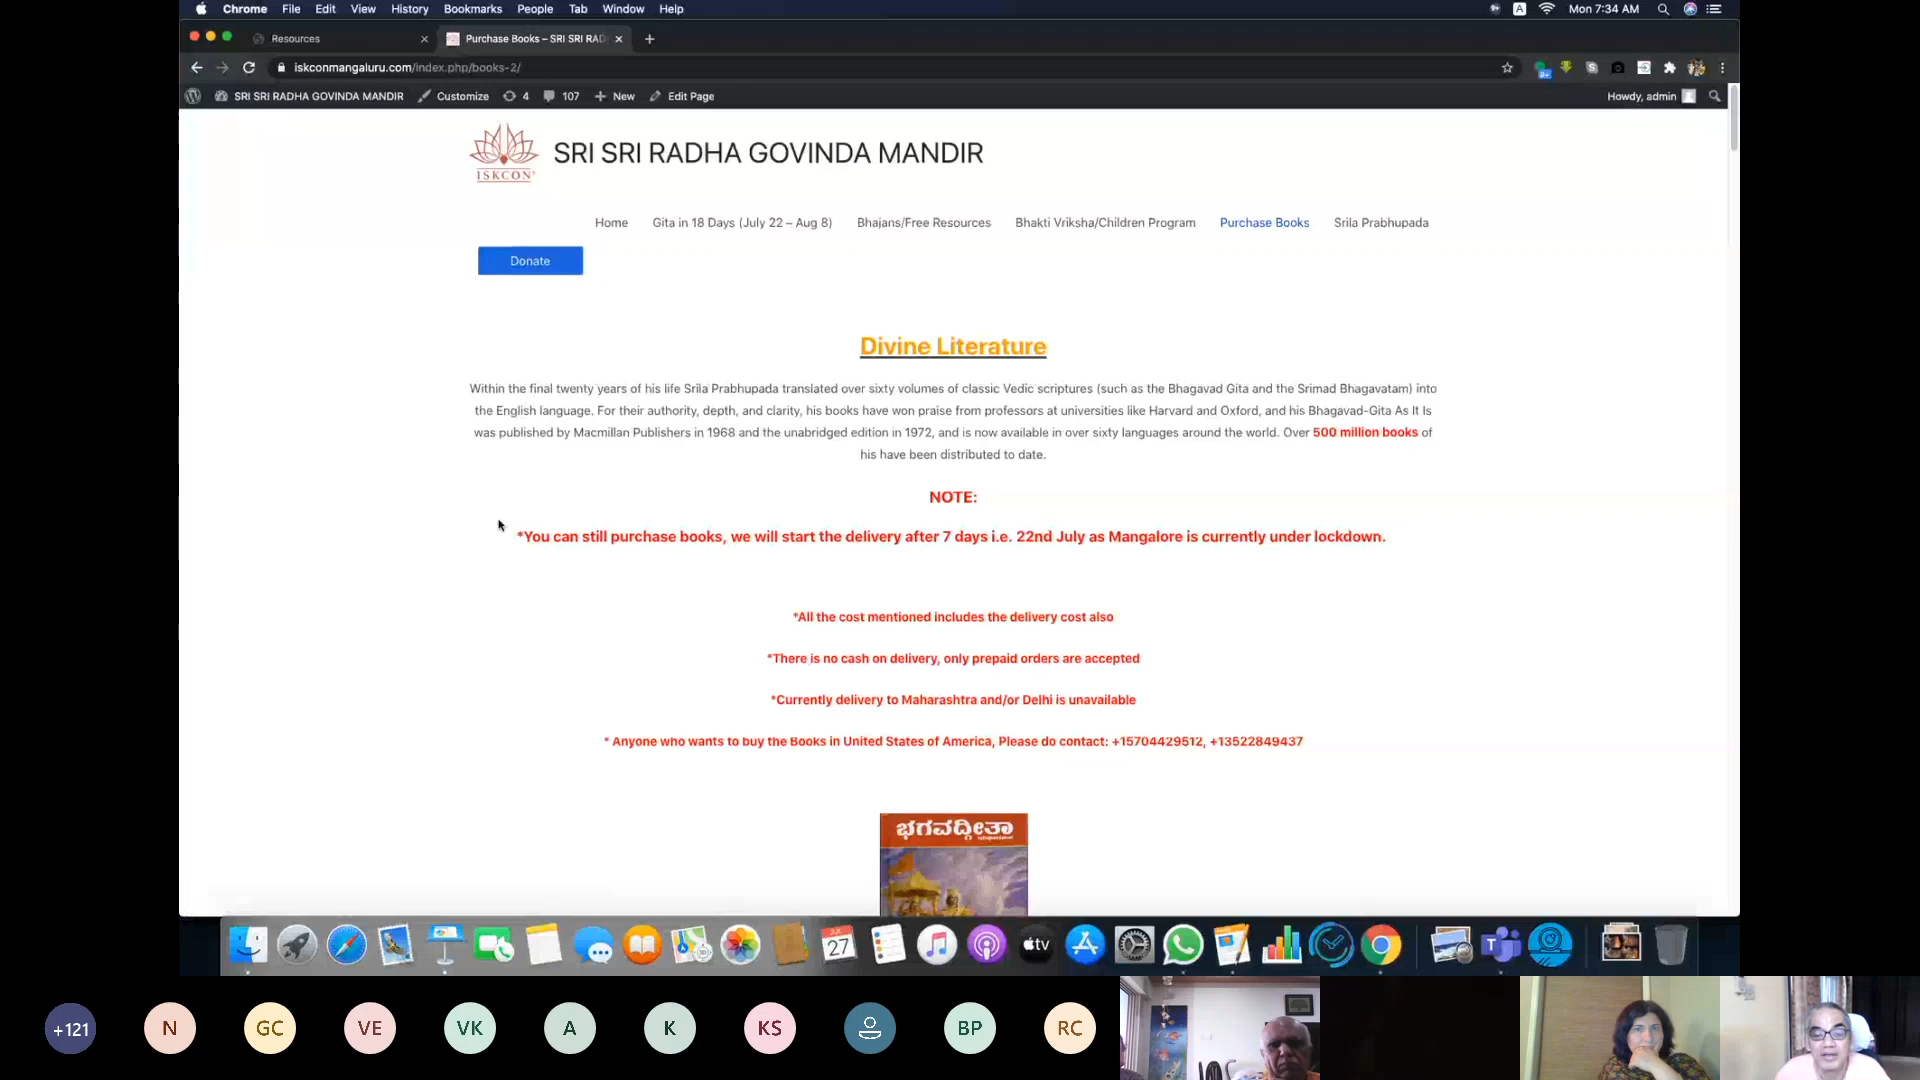 Chrome File Edit View History Bookmarks People Tab Window Help
A Mon 7:34 AM
Resources
Purchase Books – SRI SRI RAD
iskconmangaluru.com/index.php/books-2/
SRI SRI RADHA GOVINDA MANDIR Customize 4 107 New Edit Page Howdy, admin
ISKCON
SRI SRI RADHA GOVINDA MANDIR
Home Gita in 18 Days (July 22 – Aug 8) Bhajans/Free Resources Bhakti Vriksha/Children Program Purchase Books Srila Prabhupada
Donate
Divine Literature
Within the final twenty years of his life Srila Prabhupada translated over sixty volumes of classic Vedic scriptures (such as the Bhagavad Gita and the Srimad Bhagavatam) into
the English language. For their authority, depth, and clarity, his books have won praise from professors at universities like Harvard and Oxford, and his Bhagavad-Gita As It Is
was published by Macmillan Publishers in 1968 and the unabridged edition in 1972, and is now available in over sixty languages around the world. Over 500 million books of
his have been distributed to date.
NOTE:
*You can still purchase books, we will start the delivery after 7 days i.e. 22nd July as Mangalore is currently under lockdown.
*All the cost mentioned includes the delivery cost also
*There is no cash on delivery, only prepaid orders are accepted
*Currently delivery to Maharashtra and/or Delhi is unavailable
* Anyone who wants to buy the Books in United States of America, Please do contact: +15704429512, +13522849437
ಭಗವದ್ಗೀತಾ
JUL
27
tv
T
+121 N GC VE VK A K KS BP RC